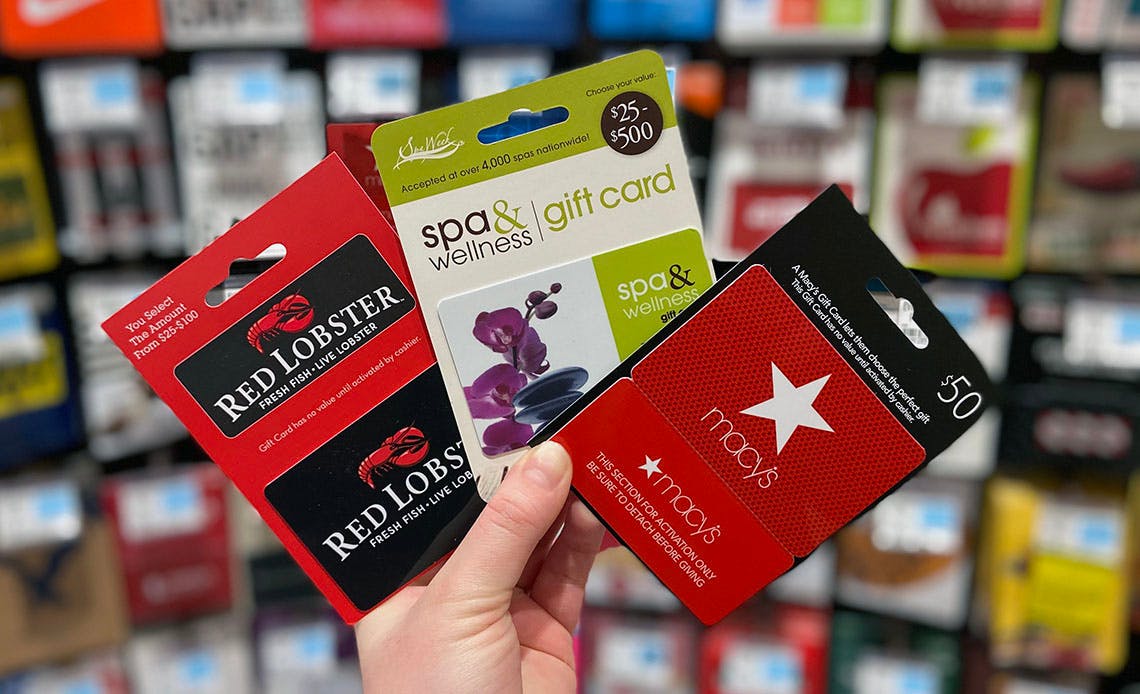 You Select
The Amount
From $25-$100
RED LOBSTER.
FRESH FISH • LIVE LOBSTER
Gift Card has no value until activated by cashier.
RED LOBS
FRESH FISH • LIVE LOB
SpaWeek
Choose your value:
$25-
$500
Accepted at over 4,000 spas nationwide!
spa&
wellness
gift card
spa&
wellness
gift c
A Macy's Gift Card lets them choose the perfect gift
This Gift Card has no value until activated by cashier.
$50
macy's
macy's
THIS SECTION FOR ACTIVATION ONLY
BE SURE TO DETACH BEFORE GIVING